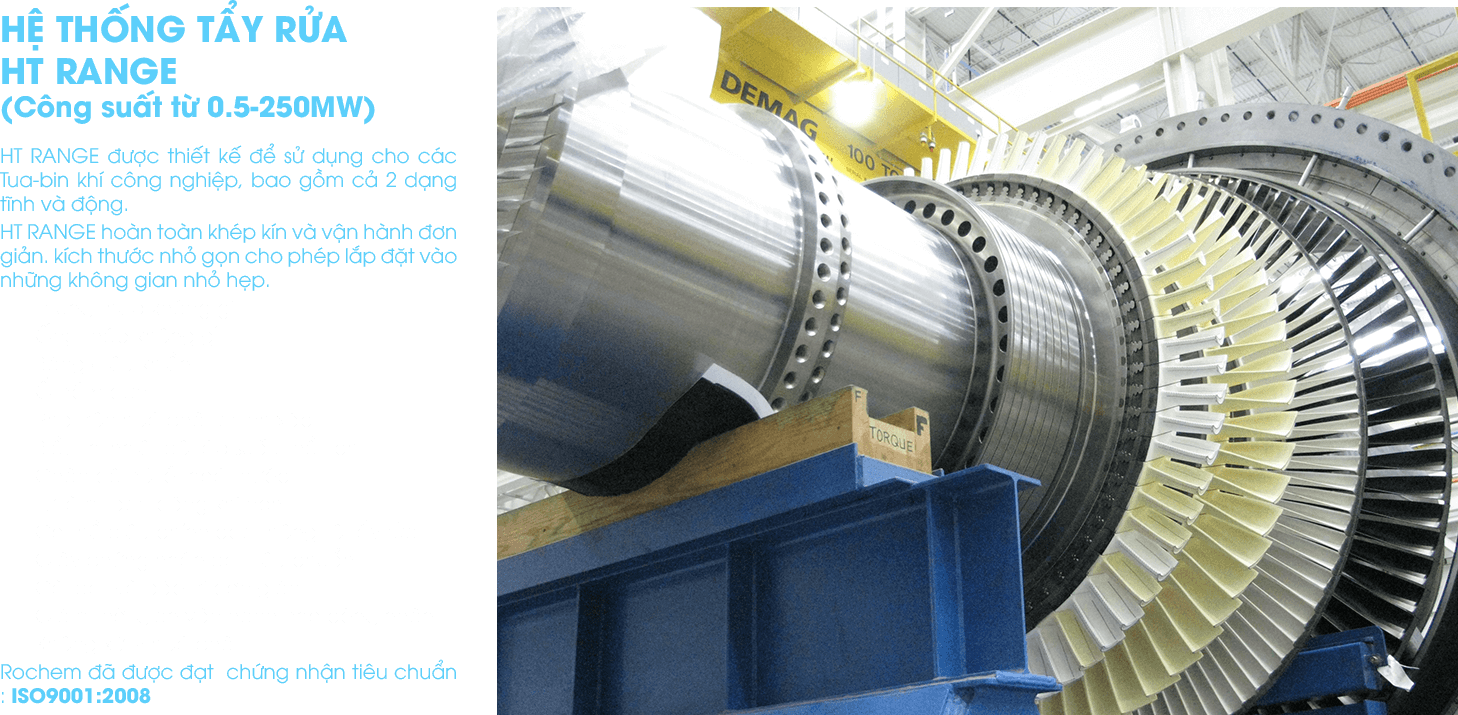 HỆ THỐNG TẨY RỬA
HT RANGE
(Công suất từ 0.5-250MW)
HT RANGE được thiết kế để sử dụng cho các
Tua-bin khí công nghiệp, bao gồm cả 2 dạng
tĩnh và động.
HT RANGE hoàn toàn khép kín và vận hành đơn
giản. kích thước nhỏ gọn cho phép lắp đặt vào
những không gian nhỏ hẹp.
Rochem đã được đạt  chứng nhận tiêu chuẩn
: ISO9001:2008
DEMAG
100
F
F
TORQUE